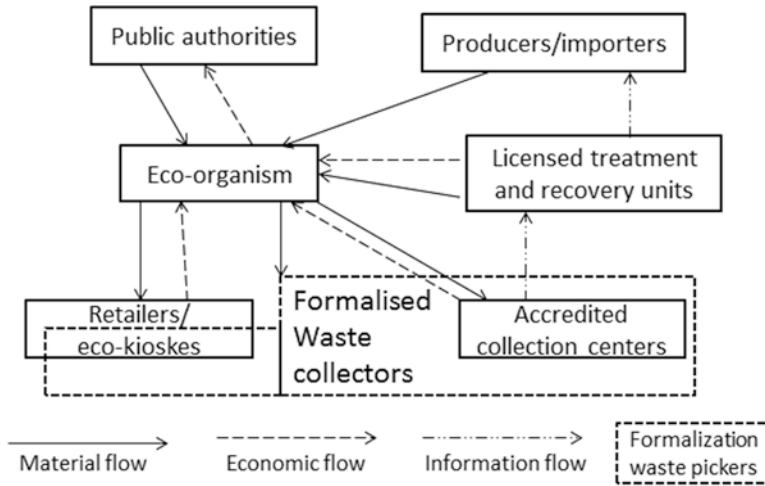 Public authorities
Producers/importers
Eco-organism
Licensed treatment
and recovery units
Retailers/
eco-kioskes
Formalised
Waste
collectors
Accredited
collection centers
Material flow
Economic flow
Information flow
Formalization
waste pickers